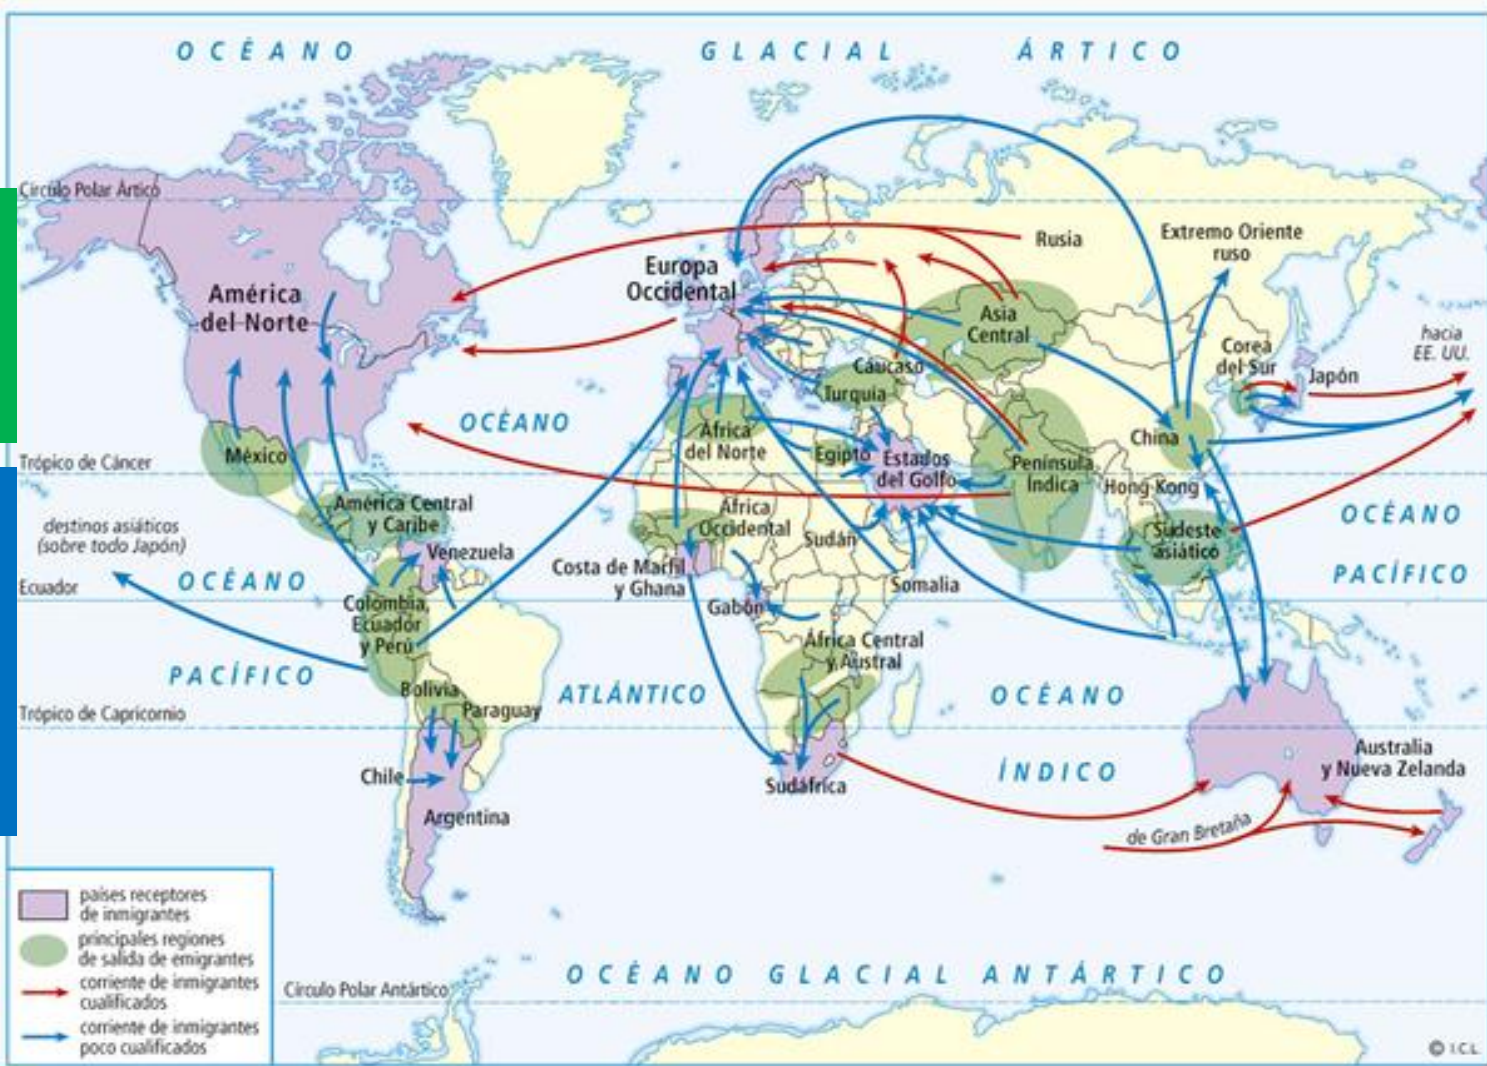 OCÉANO GLACIAL ÁRTICO
Círculo Polar Ártico
Rusia
Extremo Oriente
ruso
Europa
Occidental
América
del Norte
Asia
Central
hacia
EE. UU.
Corea
del Sur
Japón
Cáucaso
Turquía
OCÉANO
África
del Norte
Egipto
Estados
del Golfo
Península
Índica
China
Hong Kong
México
Trópico de Cáncer
América Central
y Caribe
África
Occidental
Sudán
Sudeste
asiático
OCÉANO
PACÍFICO
destinos asiáticos
(sobre todo Japón)
Venezuela
Costa de Marfil
y Ghana
Somalia
Ecuador
OCÉANO
PACÍFICO
Colombia,
Ecuador
y Perú
Gabón
África Central
y Austral
ATLÁNTICO
OCÉANO
ÍNDICO
Bolivia
Paraguay
Trópico de Capricornio
Chile
Argentina
Sudáfrica
Australia
y Nueva Zelanda
de Gran Bretaña
países receptores
de inmigrantes
principales regiones
de salida de emigrantes
corriente de inmigrantes
cualificados
corriente de inmigrantes
poco cualificados
OCÉANO GLACIAL ANTÁRTICO
Círculo Polar Antártico
© I.C.L.